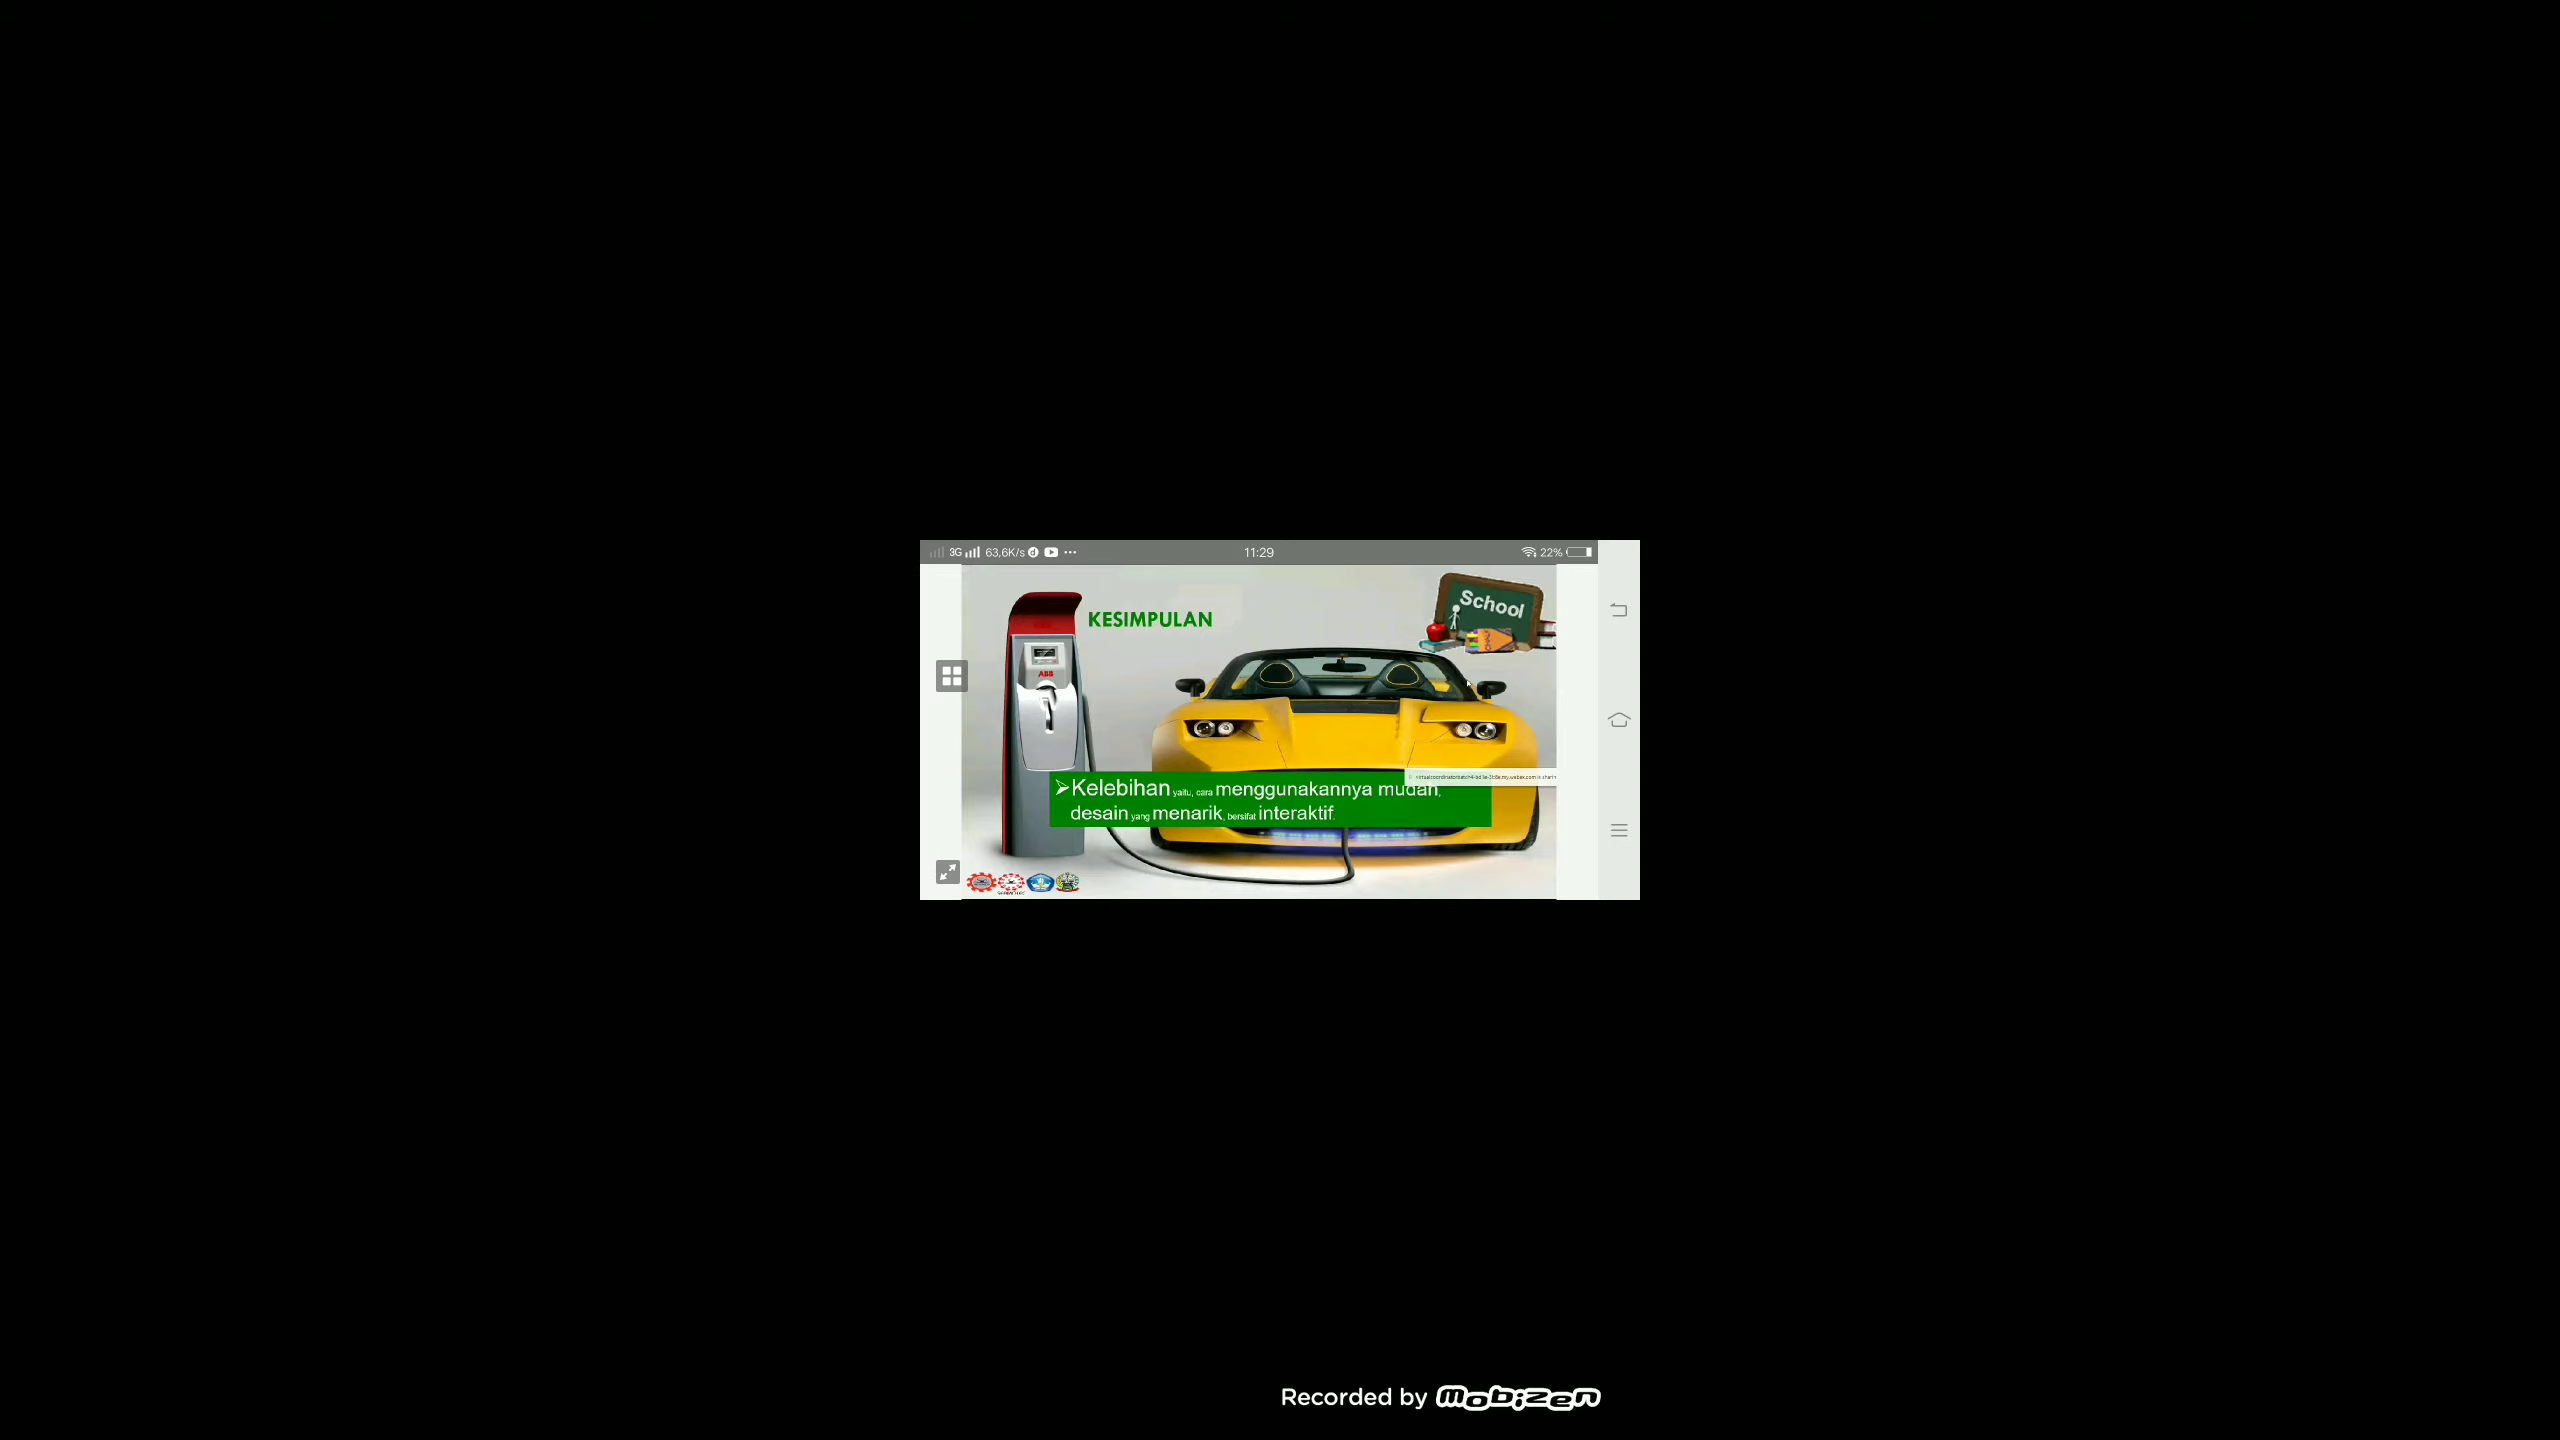 3G 63,6K/s 11:29 22%
School
KESIMPULAN
ABB
Kelebihan yaitu, cara menggunakannya mudah,
desain yang menarik, bersifat interaktif.
Recorded by mobizen